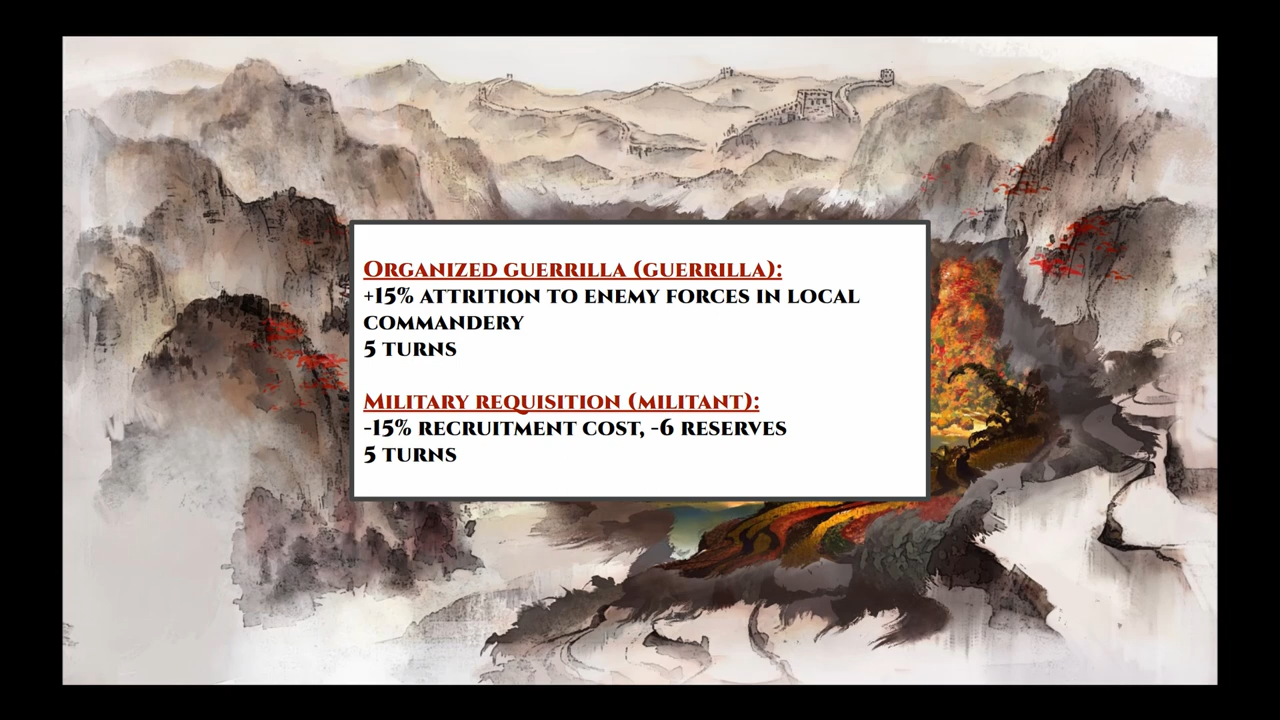 Organized guerrilla (guerrilla):
+15% attrition to enemy forces in local
commandery
5 turns
Military requisition (militant):
-15% recruitment cost, -6 reserves
5 turns